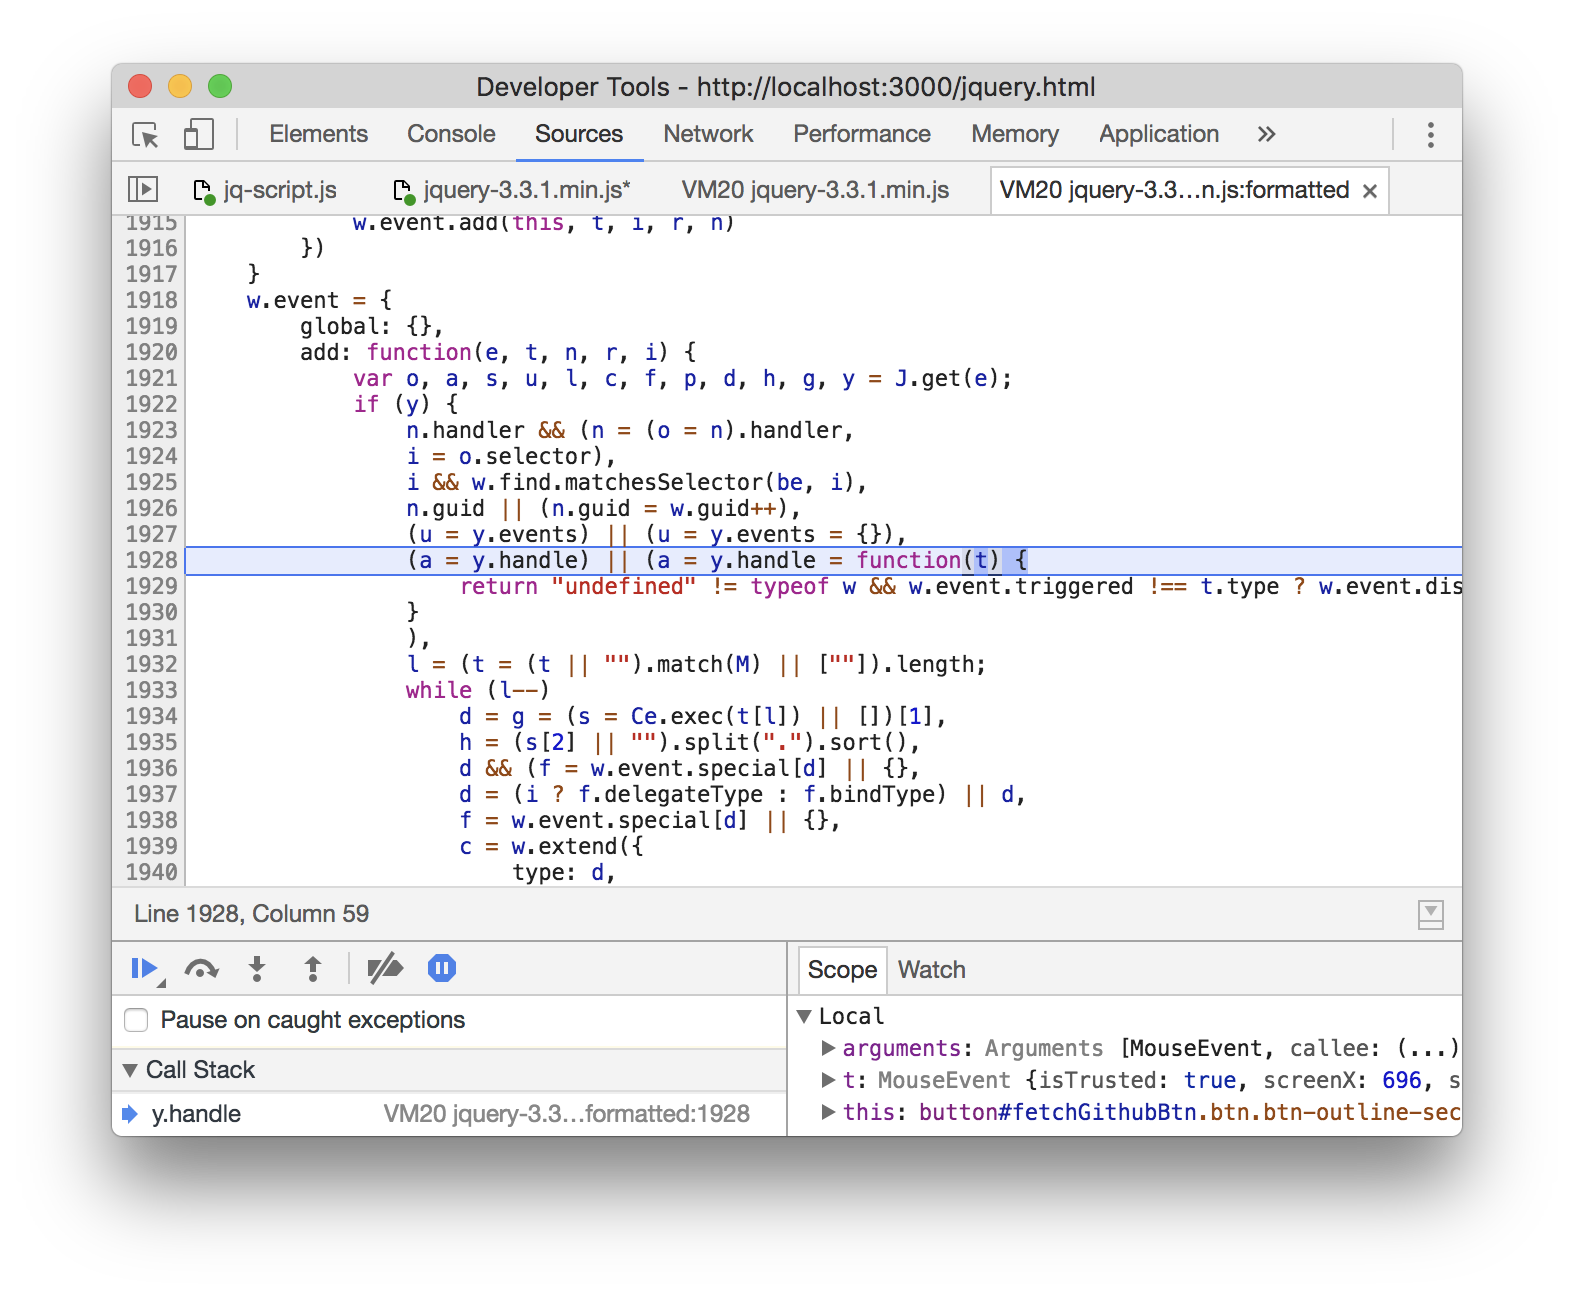 Developer Tools - http://localhost:3000/jquery.html
Elements Console Sources Network Performance Memory Application »
jq-script.js jquery-3.3.1.min.js* VM20 jquery-3.3.1.min.js VM20 jquery-3.3…n.js:formatted ×
1915 w.event.add(this, t, i, r, n)
1916 })
1917 }
1918 w.event = {
1919 global: {},
1920 add: function(e, t, n, r, i) {
1921 var o, a, s, u, l, c, f, p, d, h, g, y = J.get(e);
1922 if (y) {
1923 n.handler && (n = (o = n).handler,
1924 i = o.selector),
1925 i && w.find.matchesSelector(be, i),
1926 n.guid || (n.guid = w.guid++),
1927 (u = y.events) || (u = y.events = {}),
1928 (a = y.handle) || (a = y.handle = function(t) {
1929 return "undefined" != typeof w && w.event.triggered !== t.type ? w.event.dis
1930 }
1931 ),
1932 l = (t = (t || "").match(M) || [""]).length;
1933 while (l--)
1934 d = g = (s = Ce.exec(t[l]) || [])[1],
1935 h = (s[2] || "").split(".").sort(),
1936 d && (f = w.event.special[d] || {},
1937 d = (i ? f.delegateType : f.bindType) || d,
1938 f = w.event.special[d] || {},
1939 c = w.extend({
1940 type: d,
Line 1928, Column 59
Scope Watch
Pause on caught exceptions
Call Stack
y.handle VM20 jquery-3.3…formatted:1928
Local
arguments: Arguments [MouseEvent, callee: (...)
t: MouseEvent {isTrusted: true, screenX: 696, s
this: button#fetchGithubBtn.btn.btn-outline-sec